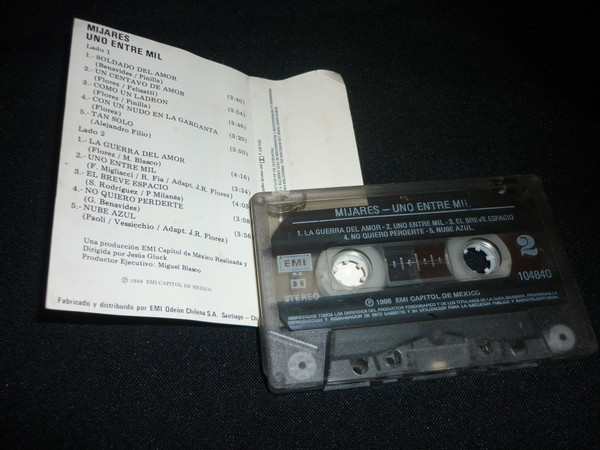 MIJARES
UNO ENTRE MIL
Lado 1
1.- SOLDADO DEL AMOR
(Benavides / Pinilla) (3:40)
2.- UN CENTAVO DE AMOR
(Florez / Felisatti) (3:54)
3.- COMO UN LADRON
(Florez / Pinilla) (3:46)
4.- CON UN NUDO EN LA GARGANTA
(Florez) (3:20)
5.- TAN SOLO (3:50)
(Alejandro Filio)
Lado 2
1.- LA GUERRA DEL AMOR
(Florez / M. Blasco) (4:16)
2.- UNO ENTRE MIL
(F. Migliacci / R. Fia / Adapt. J.R. Florez) (3:34)
3.- EL BREVE ESPACIO
(S. Rodríguez / P Milanés) (4:03)
4.- NO QUIERO PERDERTE
(G. Benavides) (3:08)
5.- NUBE AZUL (3:06)
(Paoli / Vessicchio / Adapt. J.R. Florez)
Una producción EMI Capitol de México Realizada y
Dirigida por Jesús Gluck
Productor Ejecutivo: Miguel Blasco
Ⓟ 1988 EMI CAPITOL DE MEXICO
Fabricado y distribuido por EMI Odeón Chilena S.A. Santiago -
MIJARES – UNO ENTRE MIL
1. LA GUERRA DEL AMOR - 2. UNO ENTRE MIL - 3. EL BREVE ESPACIO
4. NO QUIERO PERDERTE - 5. NUBE AZUL.
EMI
2
STEREO
104840
Ⓟ 1988 EMI CAPITOL DE MEXICO